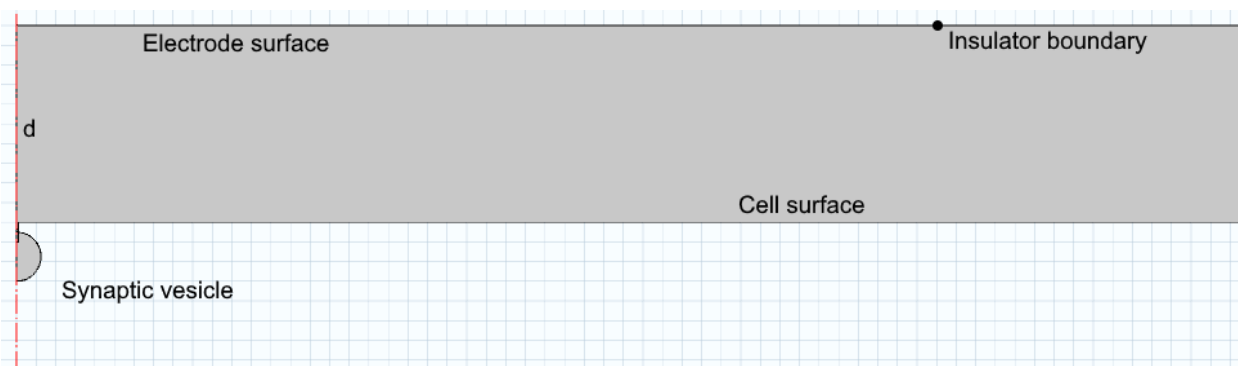 Electrode surface
Insulator boundary
d
Cell surface
Synaptic vesicle